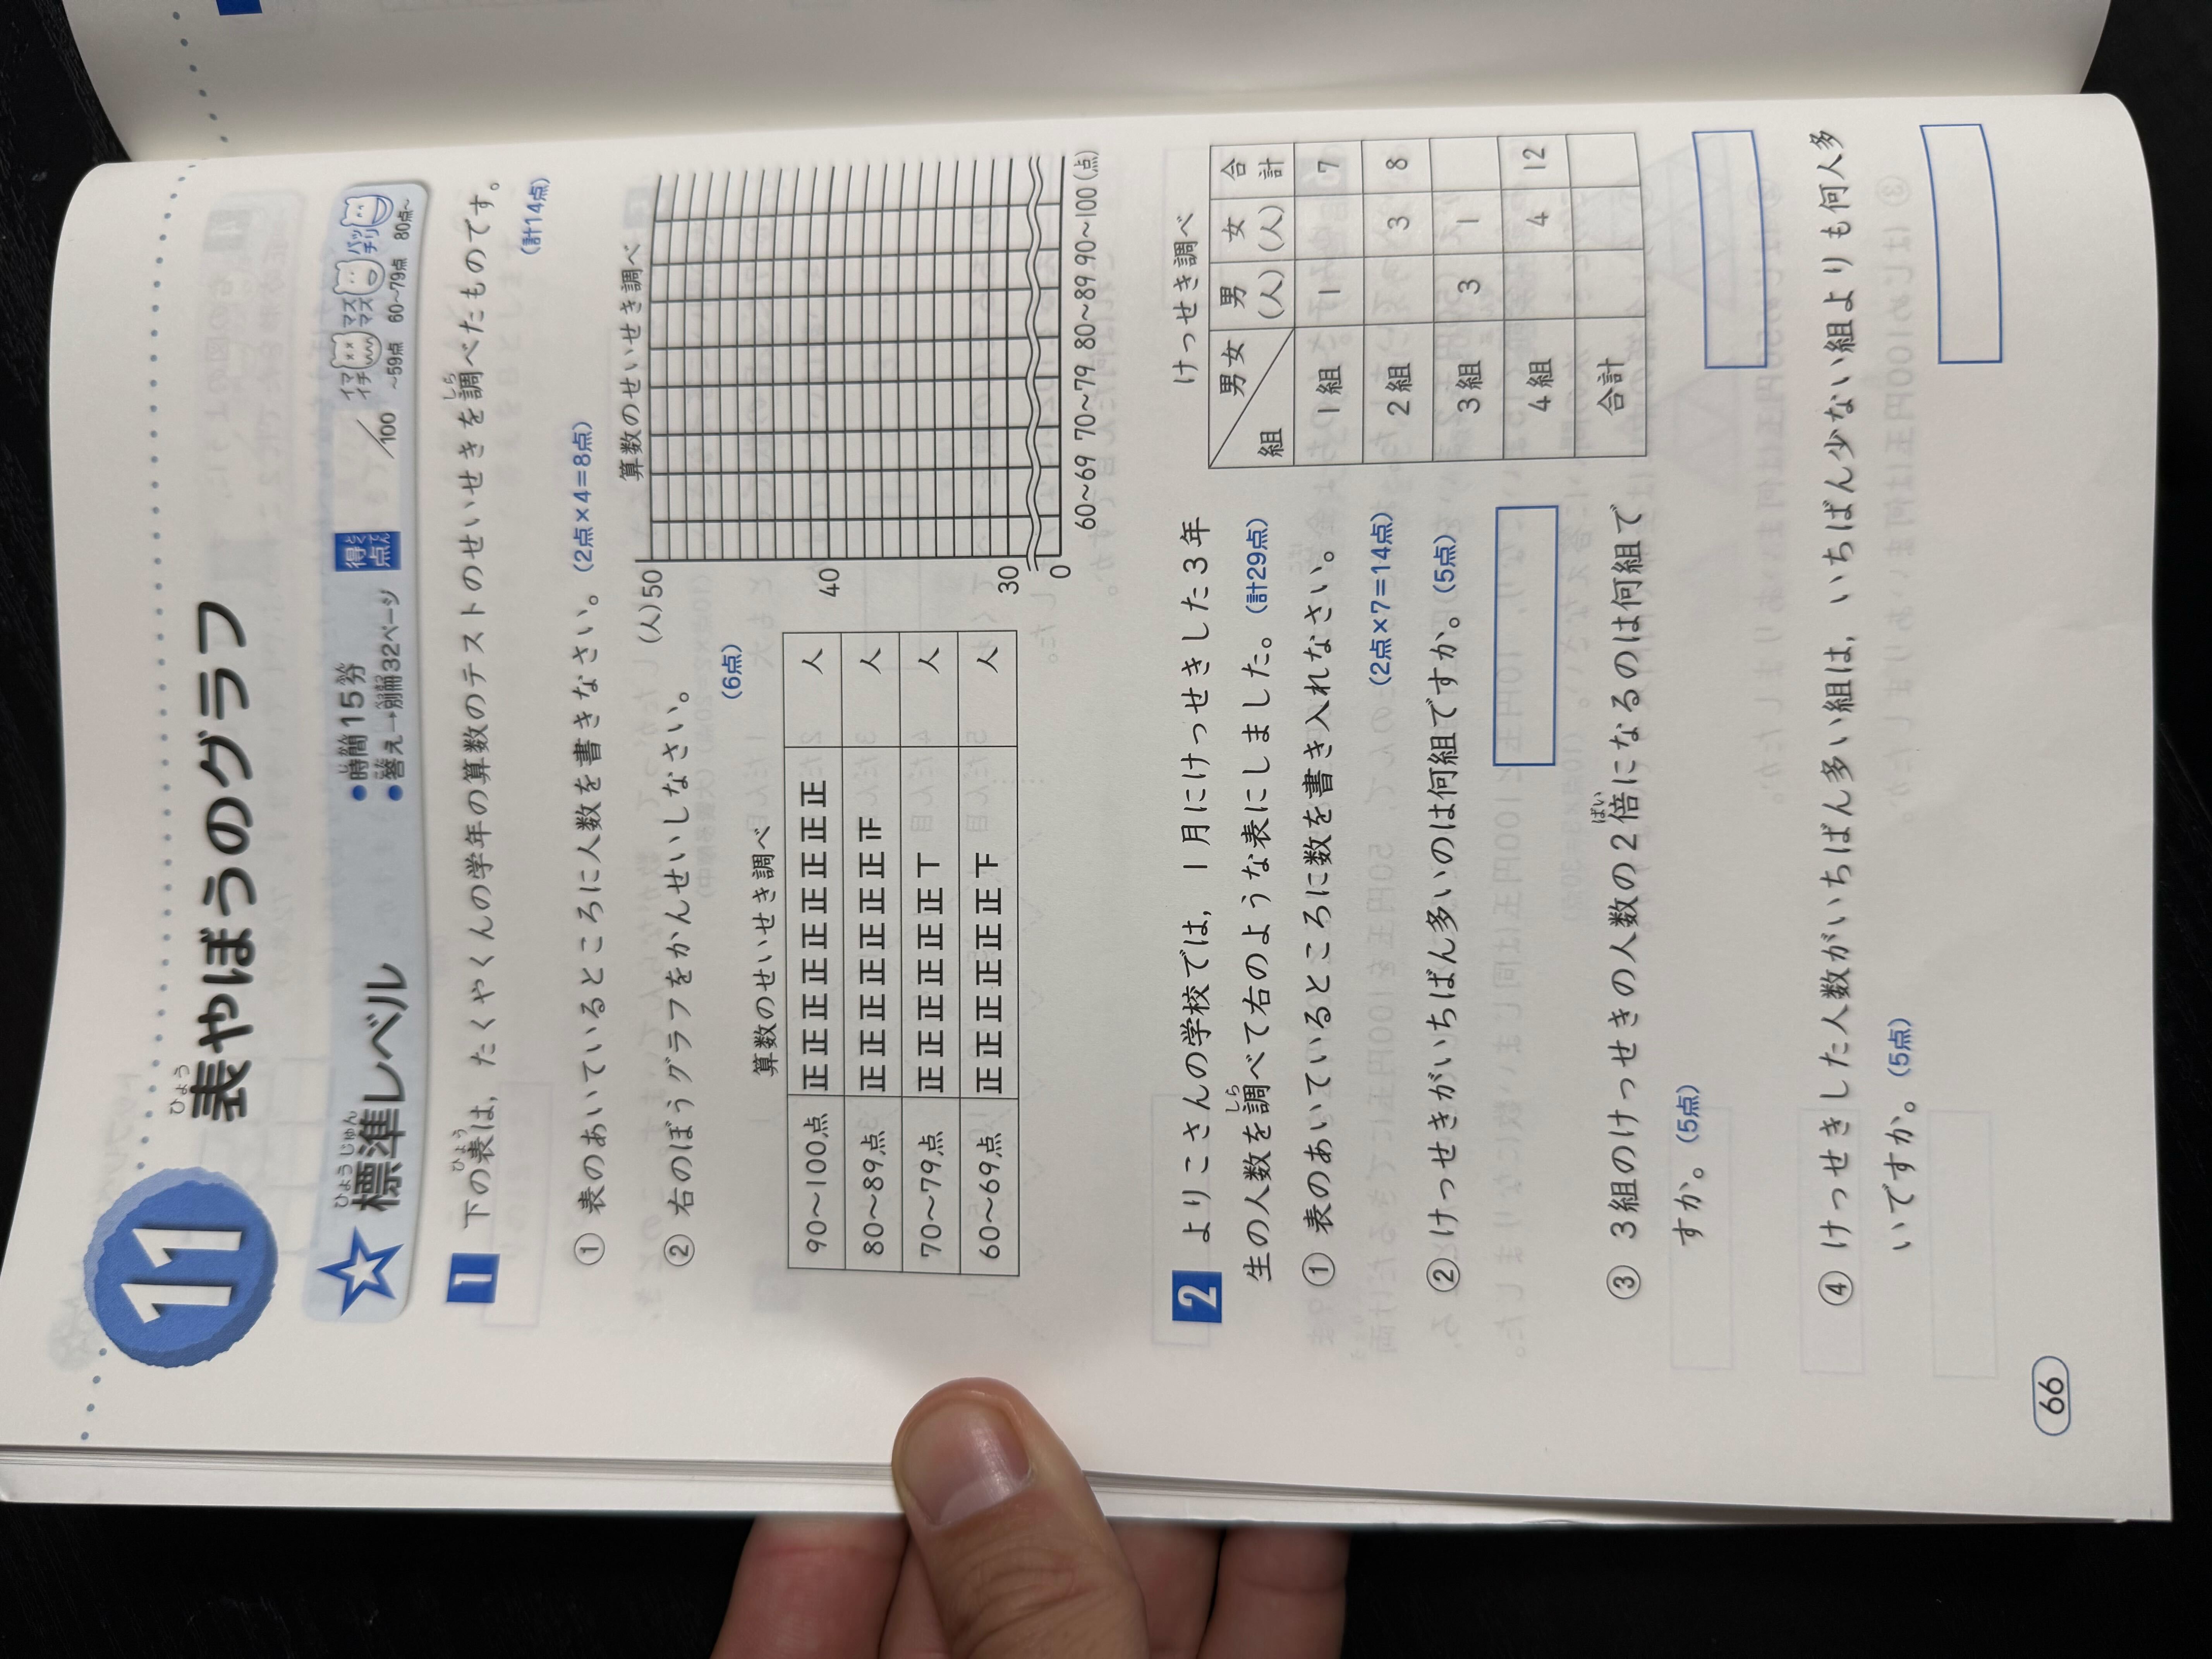 11 表やぼうのグラフ
ひょう
☆ 標準レベル
ひょうじゅん
●時間15分
●答え→別冊32ページ
得点
/100
イマイチ ~59点
マズマズ 60~79点
バッチリ 80点~
1 下の表は，たくやくんの学年の算数のテストのせいせきを調べたものです。
(計14点)
① 表のあいているところに人数を書きなさい。(2点×4=8点)
② 右のぼうグラフをかんせいしなさい。
(6点)
算数のせいせき調べ
90~100点 正正正正正正正正正 人
80~89点 正正正正正正正𤴓 人
70~79点 正正正正正正丅 人
60~69点 正正正正正正下 人
算数のせいせき調べ
(人)50
40
30
0
60~69 70~79 80~89 90~100 (点)
2 よりこさんの学校では，1月にけっせきした3年
生の人数を調べて右のような表にしました。(計29点)
① 表のあいているところに数を書き入れなさい。
(2点×7=14点)
② けっせきがいちばん多いのは何組ですか。(5点)
③ 3組のけっせきの人数の2倍になるのは何組で
すか。(5点)
④ けっせきした人数がいちばん多い組は，いちばん少ない組よりも何人多
いですか。(5点)
けっせき調べ
組 男女 男(人) 女(人) 合計
1組 1 7
2組 3 8
3組 3 1
4組 4 12
合計
66